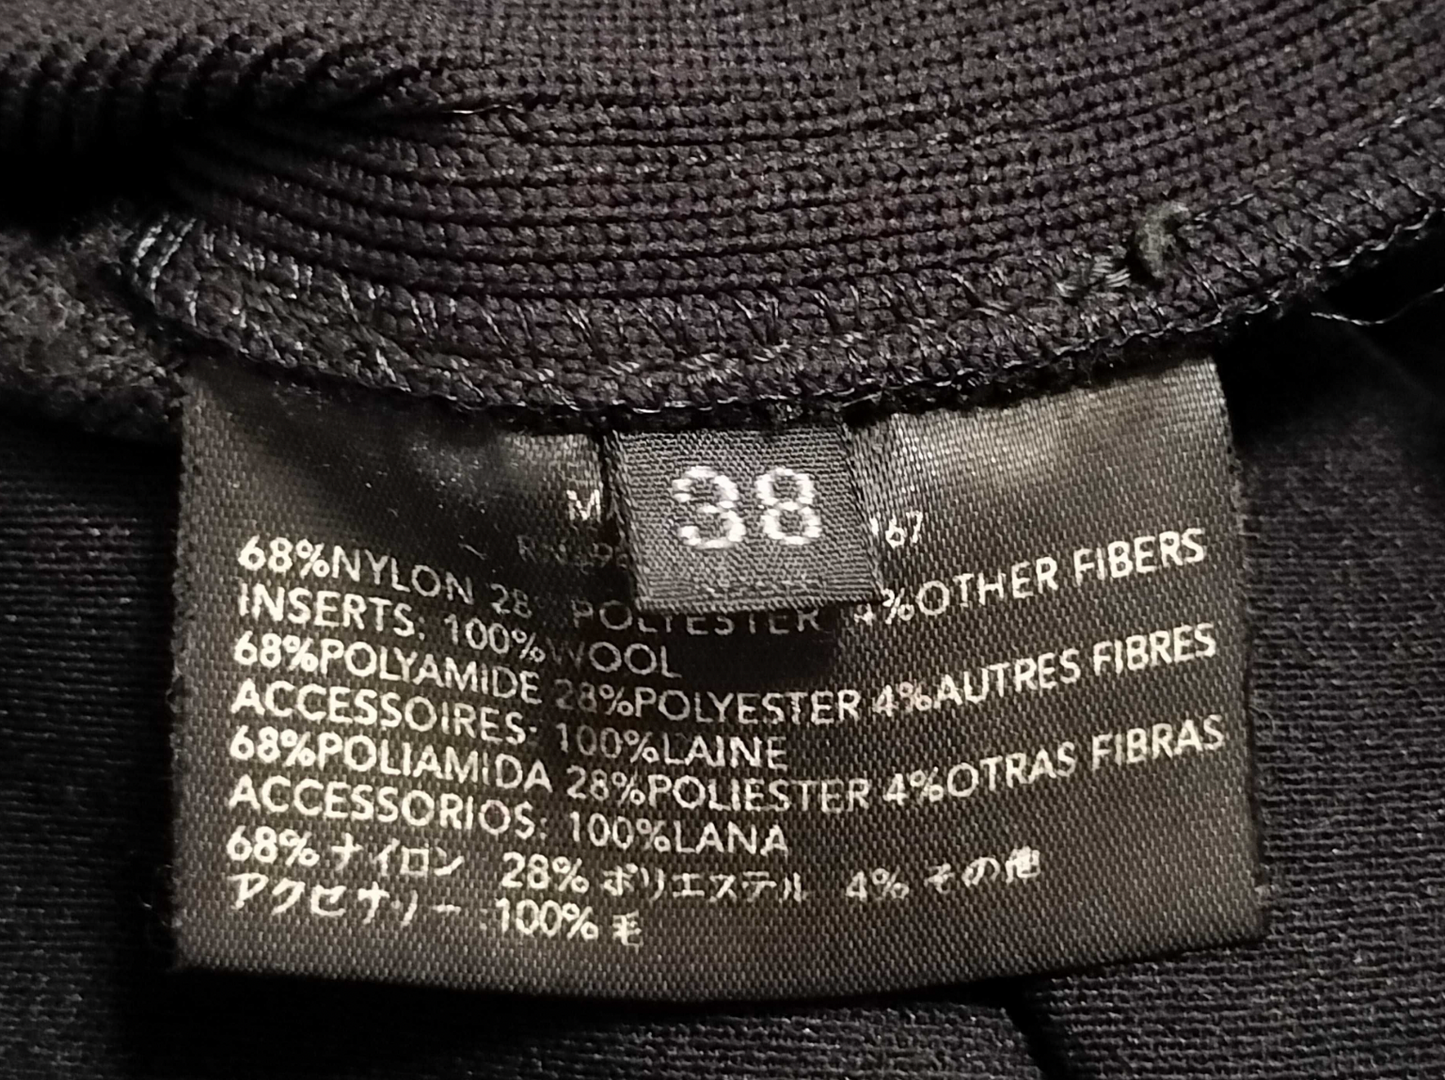 38
67
68%NYLON 28 POLYESTER 4%OTHER FIBERS
INSERTS: 100%WOOL
68%POLYAMIDE 28%POLYESTER 4%AUTRES FIBRES
ACCESSOIRES: 100%LAINE
68%POLIAMIDA 28%POLIESTER 4%OTRAS FIBRAS
ACCESSORIOS: 100%LANA
68% ナイロン 28% ポリエステル 4% その他
アクセサリー :100% 毛